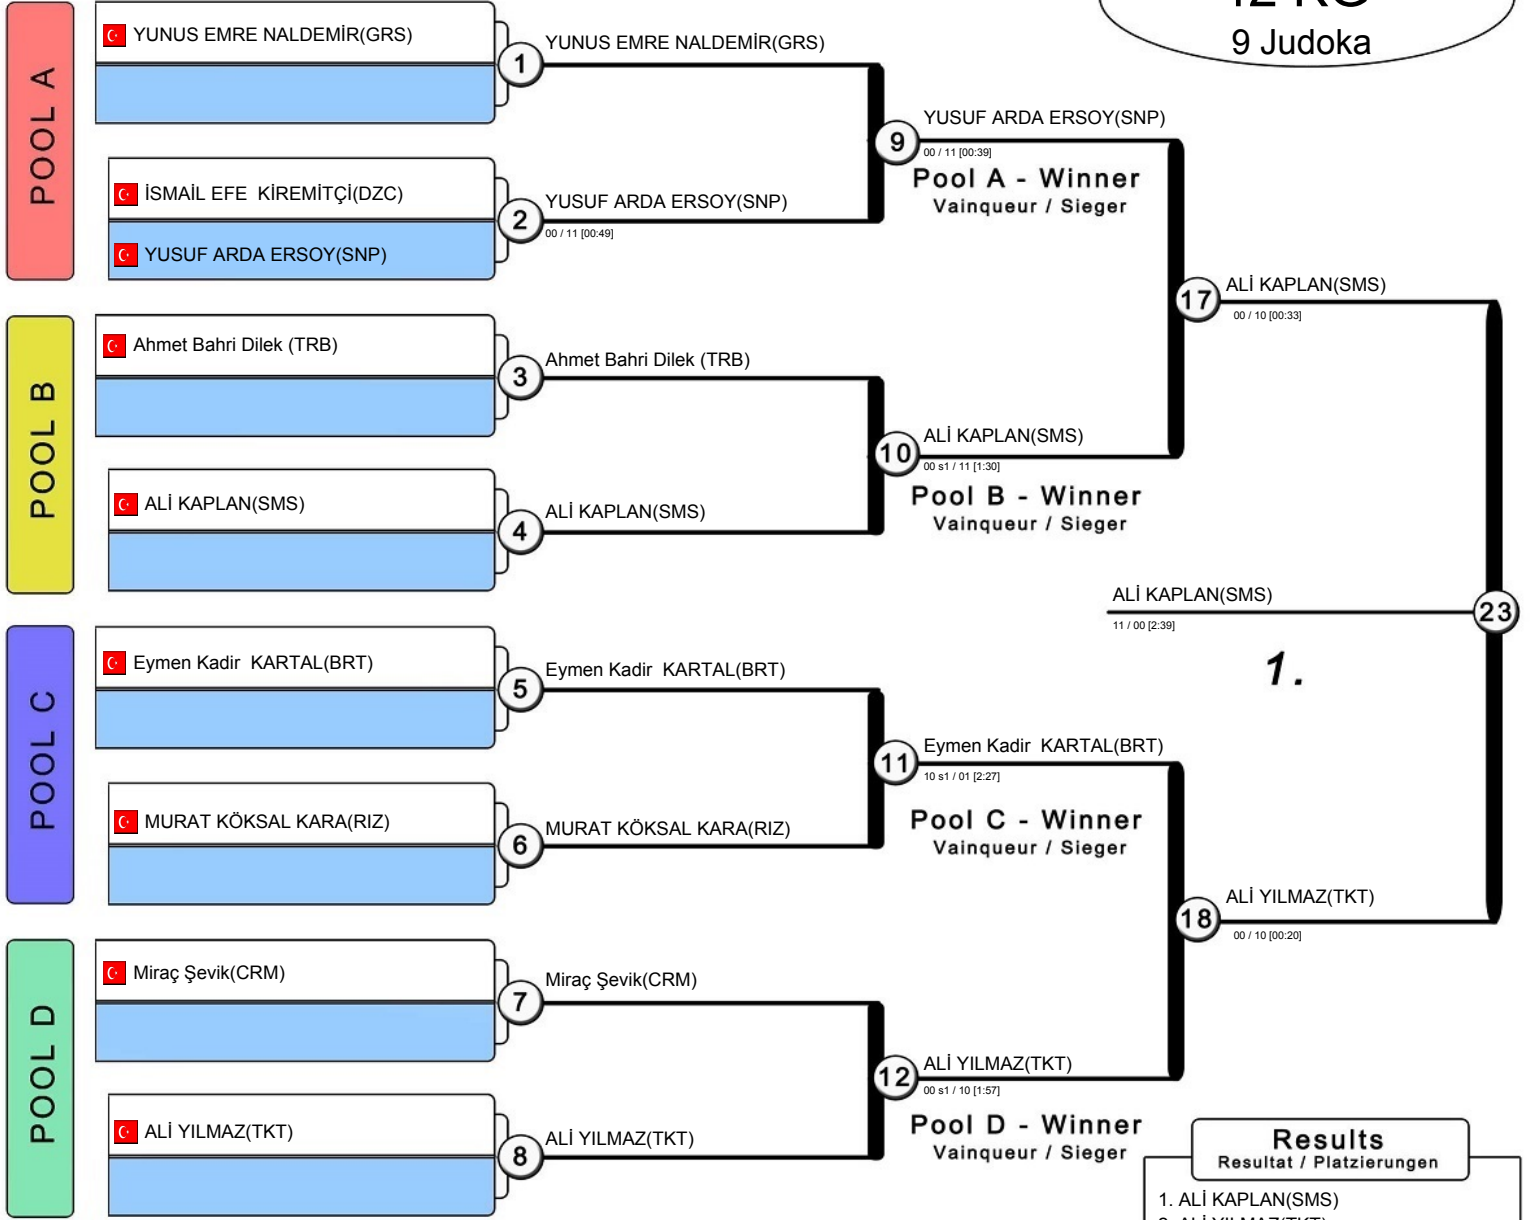 9 Judoka
POOL A
YUNUS EMRE NALDEMİR(GRS)
1
YUNUS EMRE NALDEMİR(GRS)
İSMAİL EFE KİREMİTÇİ(DZC)
YUSUF ARDA ERSOY(SNP)
2
YUSUF ARDA ERSOY(SNP)
00 / 11 [00:49]
9
YUSUF ARDA ERSOY(SNP)
00 / 11 [00:39]
Pool A - Winner
Vainqueur / Sieger
POOL B
Ahmet Bahri Dilek (TRB)
3
Ahmet Bahri Dilek (TRB)
ALİ KAPLAN(SMS)
4
ALİ KAPLAN(SMS)
10
ALİ KAPLAN(SMS)
00 s1 / 11 [1:30]
Pool B - Winner
Vainqueur / Sieger
17
ALİ KAPLAN(SMS)
00 / 10 [00:33]
ALİ KAPLAN(SMS)
11 / 00 [2:39]
23
1.
POOL C
Eymen Kadir KARTAL(BRT)
5
Eymen Kadir KARTAL(BRT)
MURAT KÖKSAL KARA(RIZ)
6
MURAT KÖKSAL KARA(RIZ)
11
Eymen Kadir KARTAL(BRT)
10 s1 / 01 [2:27]
Pool C - Winner
Vainqueur / Sieger
POOL D
Miraç Şevik(CRM)
7
Miraç Şevik(CRM)
ALİ YILMAZ(TKT)
8
ALİ YILMAZ(TKT)
12
ALİ YILMAZ(TKT)
00 s1 / 10 [1:57]
Pool D - Winner
Vainqueur / Sieger
18
ALİ YILMAZ(TKT)
00 / 10 [00:20]
Results
Resultat / Platzierungen
1. ALİ KAPLAN(SMS)
2. ALİ YILMAZ(TKT)